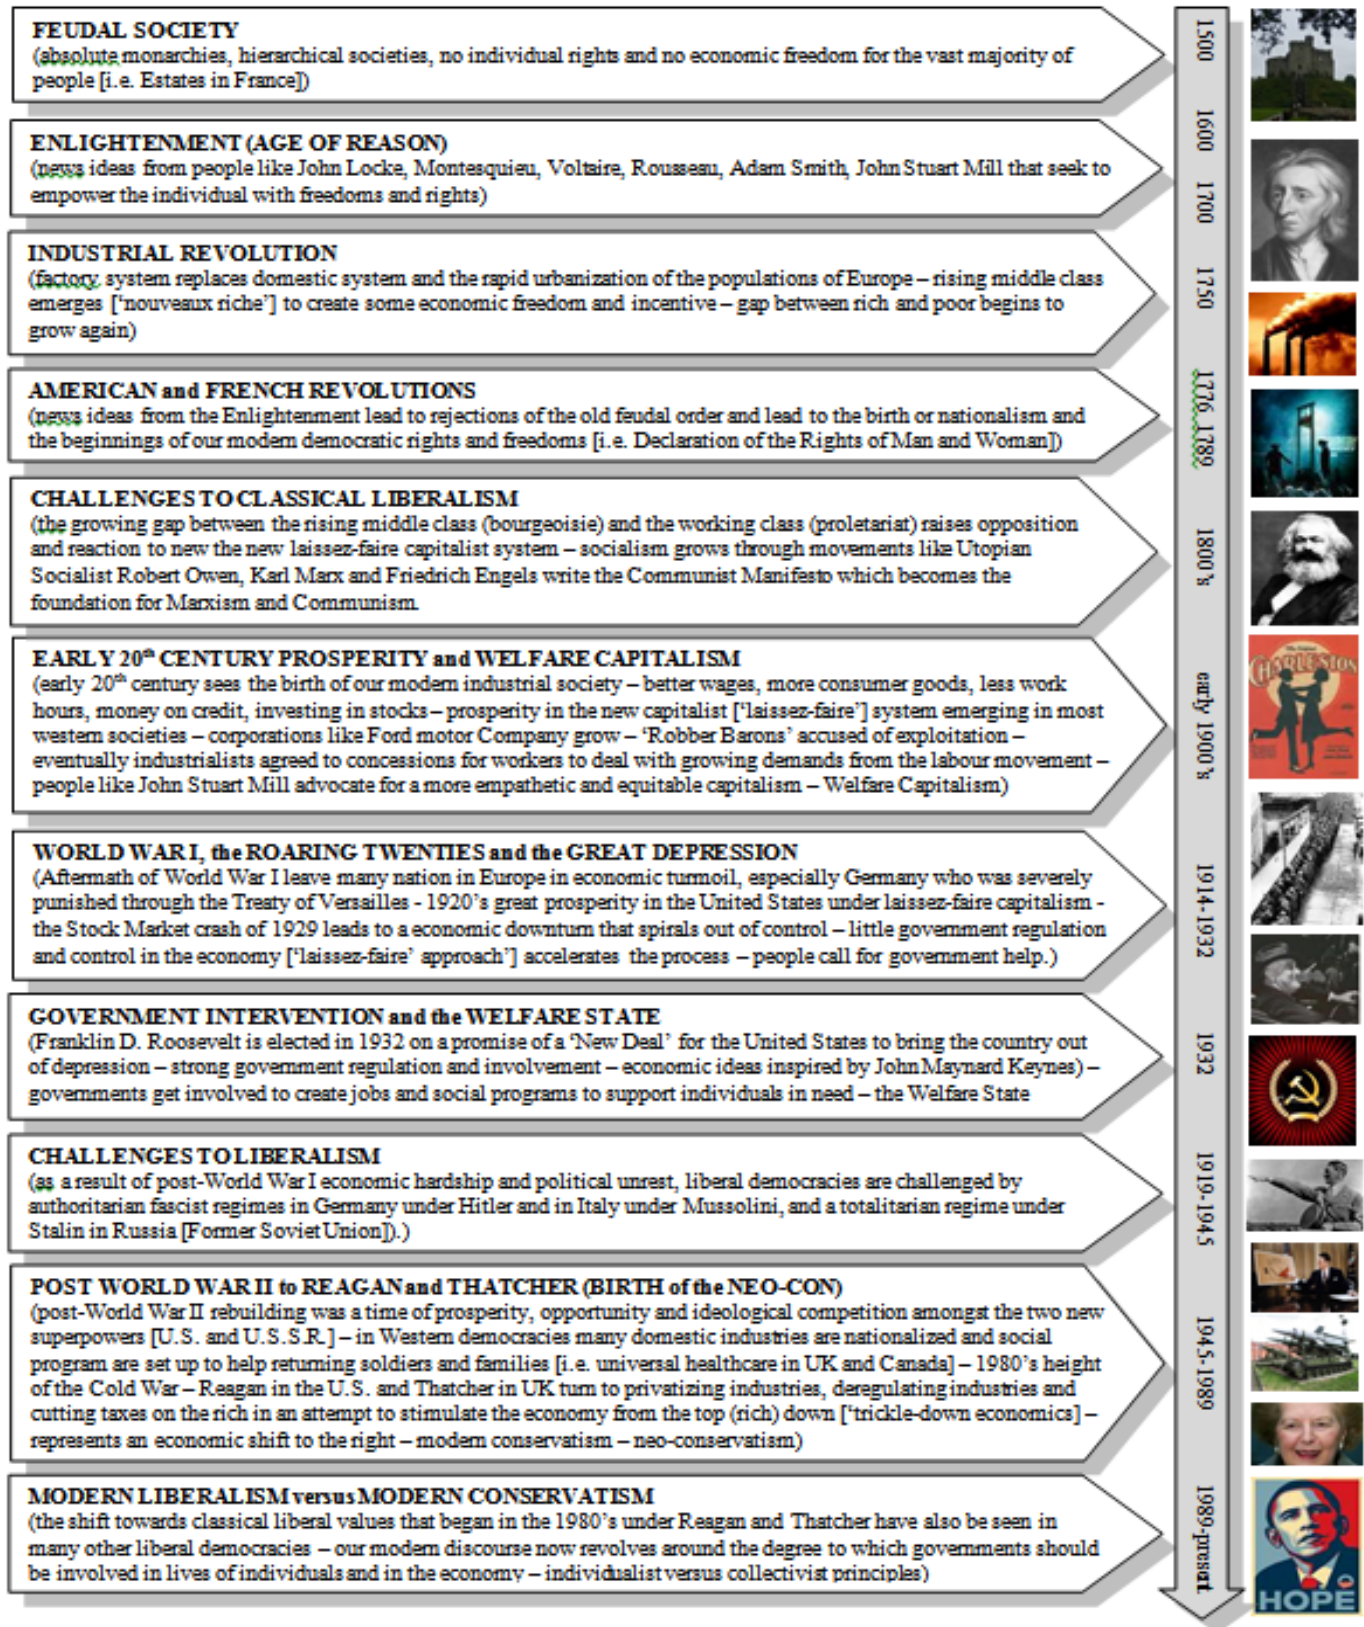 FEUDAL SOCIETY
(absolute monarchies, hierarchical societies, no individual rights and no economic freedom for the vast majority of
people [i.e. Estates in France])
1500
ENLIGHTENMENT (AGE OF REASON)
(news ideas from people like John Locke, Montesquieu, Voltaire, Rousseau, Adam Smith, John Stuart Mill that seek to
empower the individual with freedoms and rights)
1600
1700
INDUSTRIAL REVOLUTION
(factory system replaces domestic system and the rapid urbanization of the populations of Europe – rising middle class
emerges [‘nouveaux riche’] to create some economic freedom and incentive – gap between rich and poor begins to
grow again)
1750
AMERICAN and FRENCH REVOLUTIONS
(news ideas from the Enlightenment lead to rejections of the old feudal order and lead to the birth or nationalism and
the beginnings of our modern democratic rights and freedoms [i.e. Declaration of the Rights of Man and Woman])
1776, 1789
CHALLENGES TO CLASSICAL LIBERALISM
(the growing gap between the rising middle class (bourgeoisie) and the working class (proletariat) raises opposition
and reaction to new the new laissez-faire capitalist system – socialism grows through movements like Utopian
Socialist Robert Owen, Karl Marx and Friedrich Engels write the Communist Manifesto which becomes the
foundation for Marxism and Communism.
1800’s
EARLY 20th CENTURY PROSPERITY and WELFARE CAPITALISM
(early 20th century sees the birth of our modern industrial society – better wages, more consumer goods, less work
hours, money on credit, investing in stocks – prosperity in the new capitalist [‘laissez-faire’] system emerging in most
western societies – corporations like Ford motor Company grow – ‘Robber Barons’ accused of exploitation –
eventually industrialists agreed to concessions for workers to deal with growing demands from the labour movement –
people like John Stuart Mill advocate for a more empathetic and equitable capitalism – Welfare Capitalism)
early 1900’s
CHARLESTON
WORLD WAR I, the ROARING TWENTIES and the GREAT DEPRESSION
(Aftermath of World War I leave many nation in Europe in economic turmoil, especially Germany who was severely
punished through the Treaty of Versailles - 1920’s great prosperity in the United States under laissez-faire capitalism -
the Stock Market crash of 1929 leads to a economic downturn that spirals out of control – little government regulation
and control in the economy [‘laissez-faire’ approach’] accelerates the process – people call for government help.)
1914-1932
GOVERNMENT INTERVENTION and the WELFARE STATE
(Franklin D. Roosevelt is elected in 1932 on a promise of a ‘New Deal’ for the United States to bring the country out
of depression – strong government regulation and involvement – economic ideas inspired by John Maynard Keynes) –
governments get involved to create jobs and social programs to support individuals in need – the Welfare State
1932
CHALLENGES TO LIBERALISM
(as a result of post-World War I economic hardship and political unrest, liberal democracies are challenged by
authoritarian fascist regimes in Germany under Hitler and in Italy under Mussolini, and a totalitarian regime under
Stalin in Russia [Former Soviet Union]).)
1919-1945
POST WORLD WAR II to REAGAN and THATCHER (BIRTH of the NEO-CON)
(post-World War II rebuilding was a time of prosperity, opportunity and ideological competition amongst the two new
superpowers [U.S. and U.S.S.R.] – in Western democracies many domestic industries are nationalized and social
program are set up to help returning soldiers and families [i.e. universal healthcare in UK and Canada] – 1980’s height
of the Cold War – Reagan in the U.S. and Thatcher in UK turn to privatizing industries, deregulating industries and
cutting taxes on the rich in an attempt to stimulate the economy from the top (rich) down [‘trickle-down economics] –
represents an economic shift to the right – modern conservatism – neo-conservatism)
1945-1989
MODERN LIBERALISM versus MODERN CONSERVATISM
(the shift towards classical liberal values that began in the 1980’s under Reagan and Thatcher have also be seen in
many other liberal democracies – our modern discourse now revolves around the degree to which governments should
be involved in lives of individuals and in the economy – individualist versus collectivist principles)
1989-present
HOPE